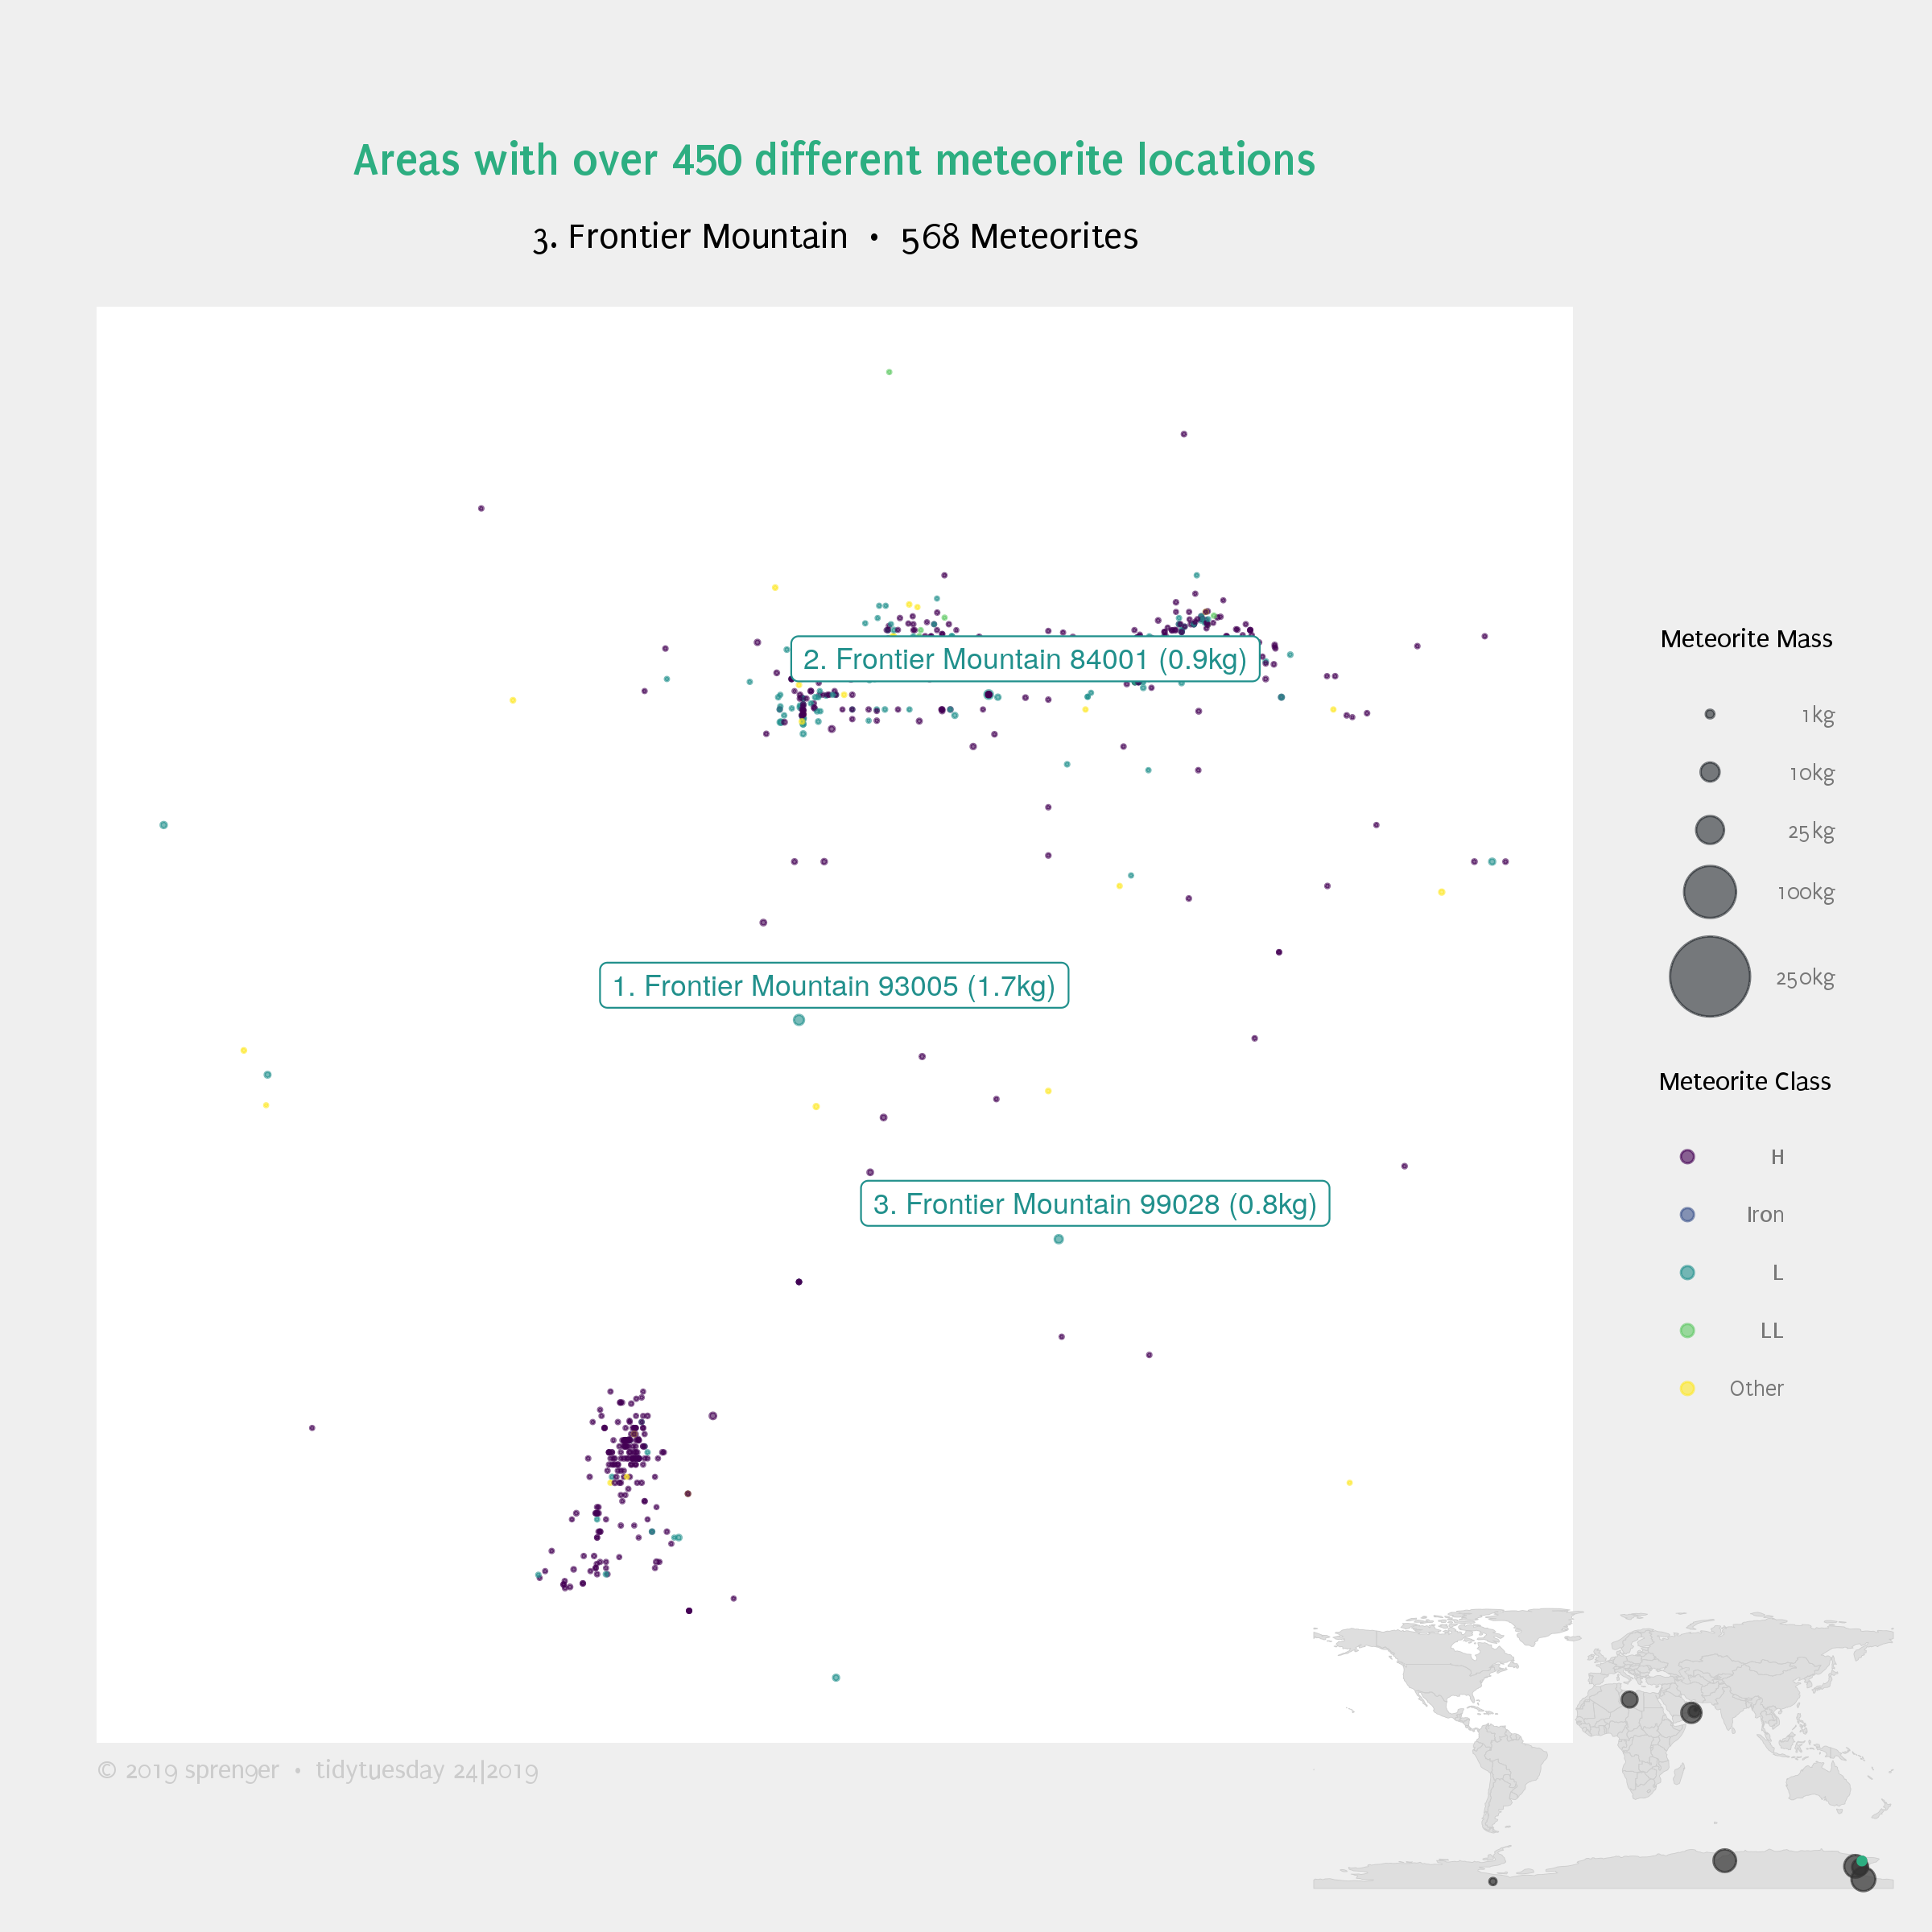 Areas with over 450 different meteorite locations
3. Frontier Mountain • 568 Meteorites
2. Frontier Mountain 84001 (0.9kg)
1. Frontier Mountain 93005 (1.7kg)
3. Frontier Mountain 99028 (0.8kg)
Meteorite Mass
1kg
10kg
25kg
100kg
250kg
Meteorite Class
H
Iron
L
LL
Other
© 2019 sprenger • tidytuesday 24|2019